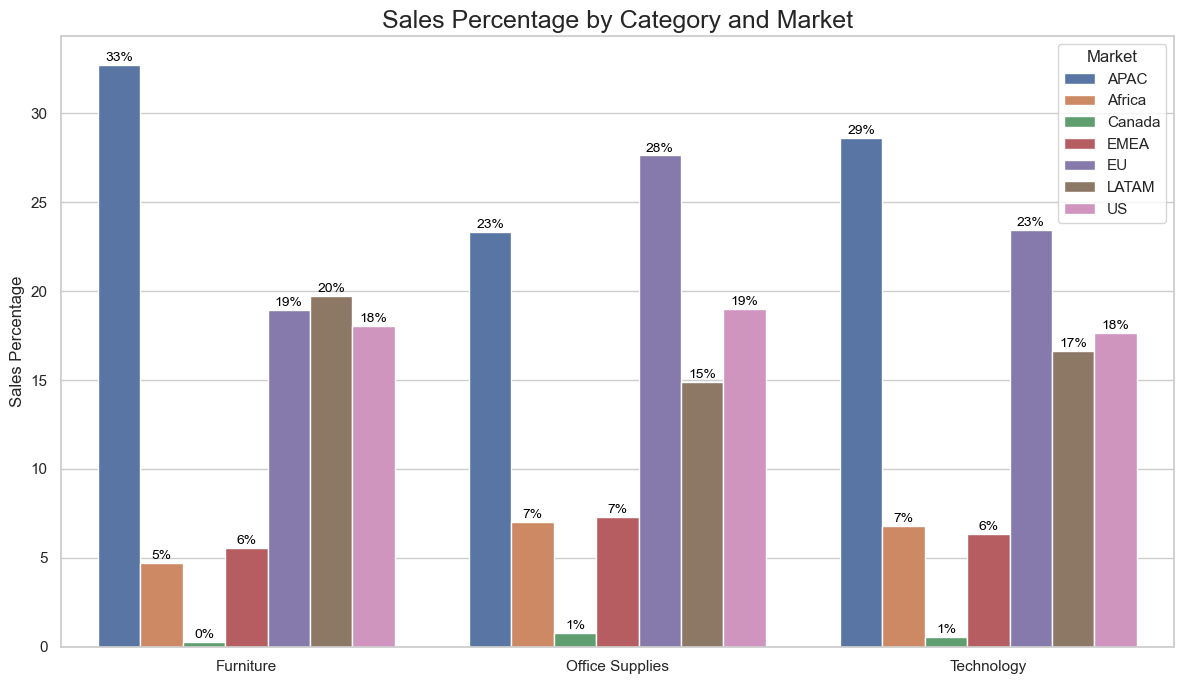 Sales Percentage by Category and Market
Sales Percentage
30
25
20
15
10
5
0
33%
5%
0%
6%
19%
20%
18%
23%
7%
1%
7%
28%
15%
19%
29%
7%
1%
6%
23%
17%
18%
Furniture
Office Supplies
Technology
Market
APAC
Africa
Canada
EMEA
EU
LATAM
US